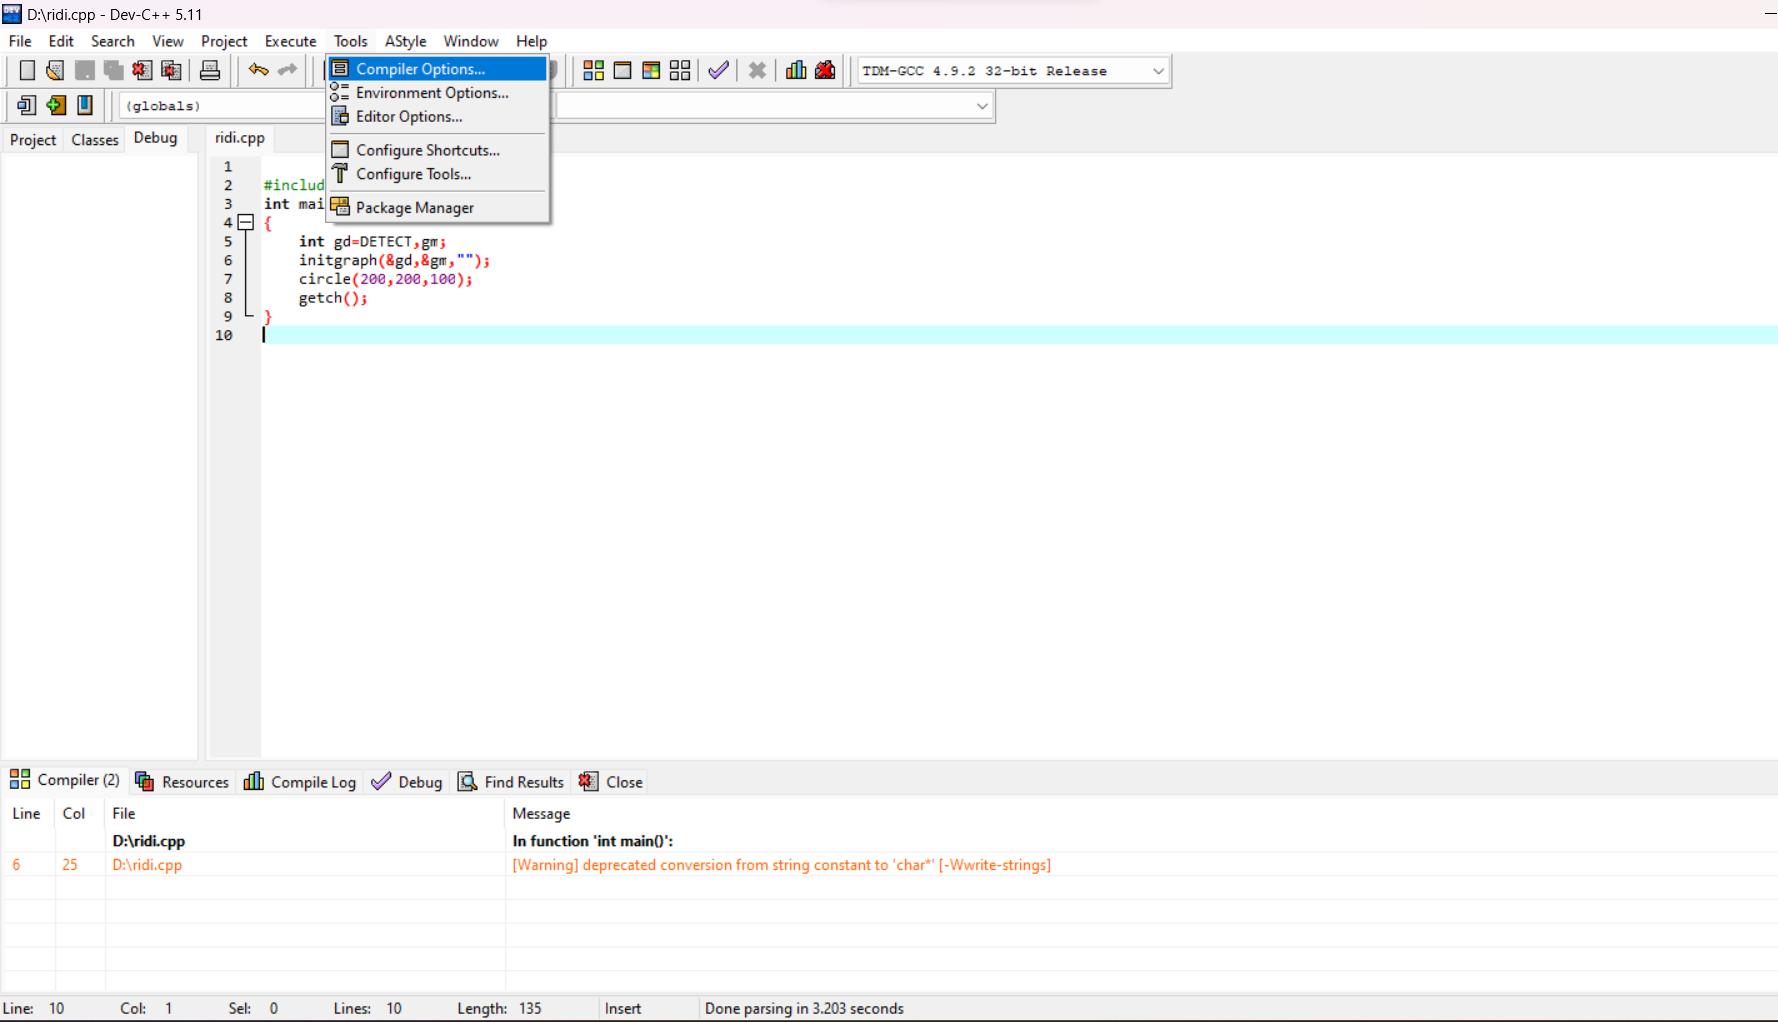 D:\ridi.cpp - Dev-C++ 5.11
File Edit Search View Project Execute Tools AStyle Window Help
TDM-GCC 4.9.2 32-bit Release
(globals)
Compiler Options...
Environment Options...
Editor Options...
Configure Shortcuts...
Configure Tools...
Package Manager
Project Classes Debug ridi.cpp
1
2 #includ
3 int mai
4 {
5 int gd=DETECT,gm;
6 initgraph(&gd,&gm,"");
7 circle(200,200,100);
8 getch();
9 }
10
Compiler (2) Resources Compile Log Debug Find Results Close
Line Col File Message
D:\ridi.cpp In function 'int main()':
6 25 D:\ridi.cpp [Warning] deprecated conversion from string constant to 'char*' [-Wwrite-strings]
Line: 10 Col: 1 Sel: 0 Lines: 10 Length: 135 Insert Done parsing in 3.203 seconds